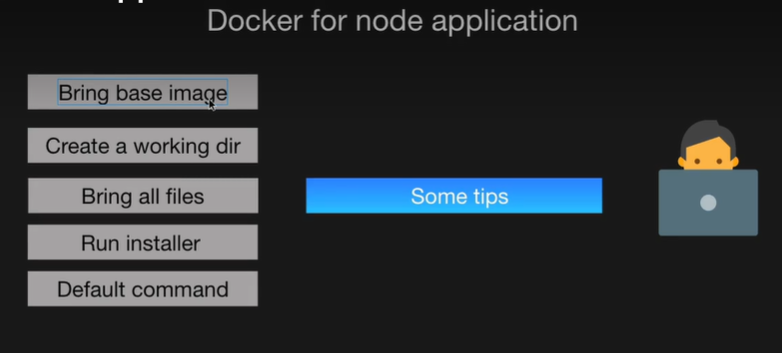 Docker for node application
Bring base image
Create a working dir
Bring all files
Some tips
Run installer
Default command